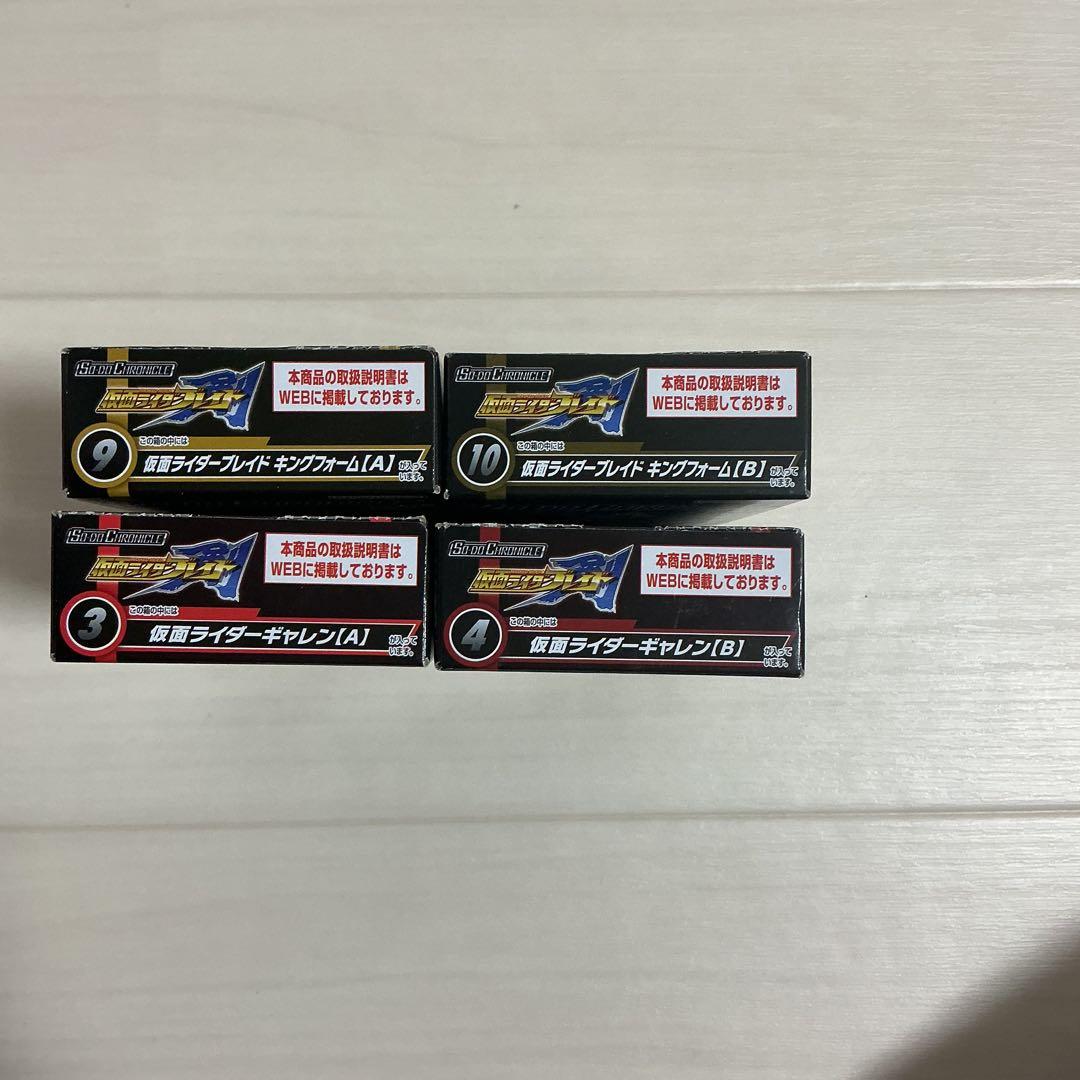 SO-DO CHRONICLE
仮面ライダーブレイド
剣
本商品の取扱説明書は
WEBに掲載しております。
9
この箱の中には
仮面ライダーブレイド キングフォーム【A】
が入って
います。
SO-DO CHRONICLE
仮面ライダーブレイド
剣
本商品の取扱説明書は
WEBに掲載しております。
10
この箱の中には
仮面ライダーブレイド キングフォーム【B】
が入って
います。
SO-DO CHRONICLE
仮面ライダーブレイド
剣
本商品の取扱説明書は
WEBに掲載しております。
3
この箱の中には
仮面ライダーギャレン【A】
が入って
います。
SO-DO CHRONICLE
仮面ライダーブレイド
剣
本商品の取扱説明書は
WEBに掲載しております。
4
この箱の中には
仮面ライダーギャレン【B】
が入って
います。